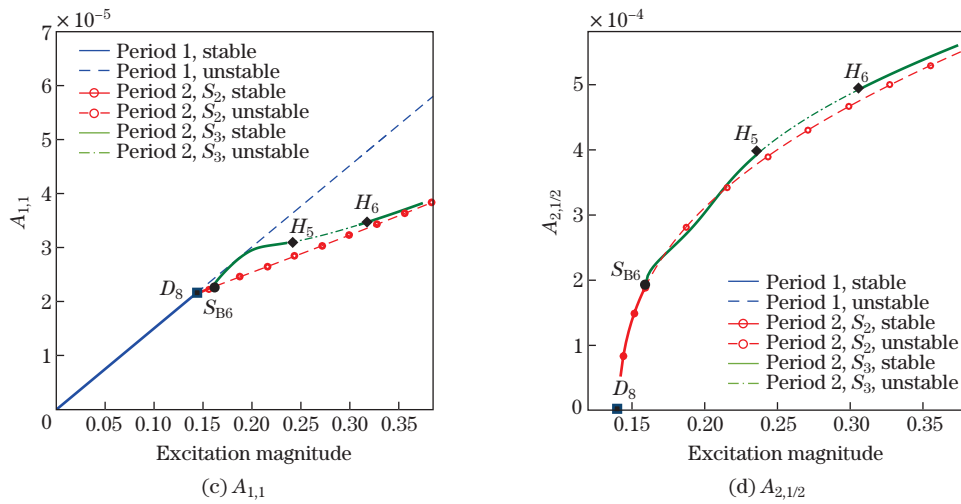 7
× 10⁻⁵
Period 1, stable
Period 1, unstable
Period 2, S₂, stable
Period 2, S₂, unstable
Period 2, S₃, stable
Period 2, S₃, unstable
6
5
4
3
2
1
0
A₁,₁
D₈
S_B6
H₅
H₆
0.05
0.10
0.15
0.20
0.25
0.30
0.35
Excitation magnitude
(c) A₁,₁
× 10⁻⁴
5
4
3
2
1
0
A₂,₁/₂
H₆
H₅
S_B6
D₈
Period 1, stable
Period 1, unstable
Period 2, S₂, stable
Period 2, S₂, unstable
Period 2, S₃, stable
Period 2, S₃, unstable
0.15
0.20
0.25
0.30
0.35
Excitation magnitude
(d) A₂,₁/₂